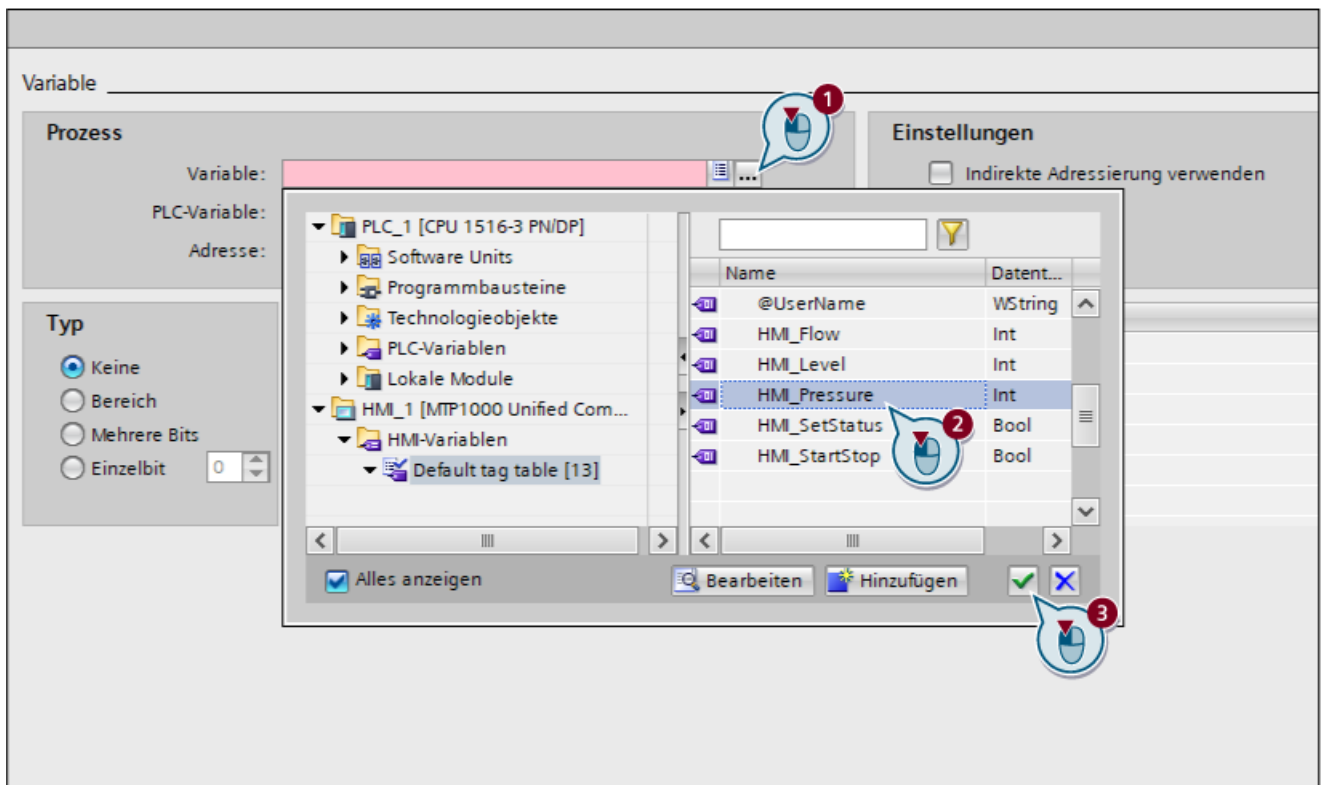 Variable
Prozess
Variable:
PLC-Variable:
Adresse:
...
1
Einstellungen
Indirekte Adressierung verwenden
Typ
Keine
Bereich
Mehrere Bits
Einzelbit 0
PLC_1 [CPU 1516-3 PN/DP]
Software Units
Programmbausteine
Technologieobjekte
PLC-Variablen
Lokale Module
HMI_1 [MTP1000 Unified Com...
HMI-Variablen
Default tag table [13]
Name Datent...
@UserName WString
HMI_Flow Int
HMI_Level Int
HMI_Pressure Int
HMI_SetStatus Bool
HMI_StartStop Bool
2
Alles anzeigen
Bearbeiten
Hinzufügen
3